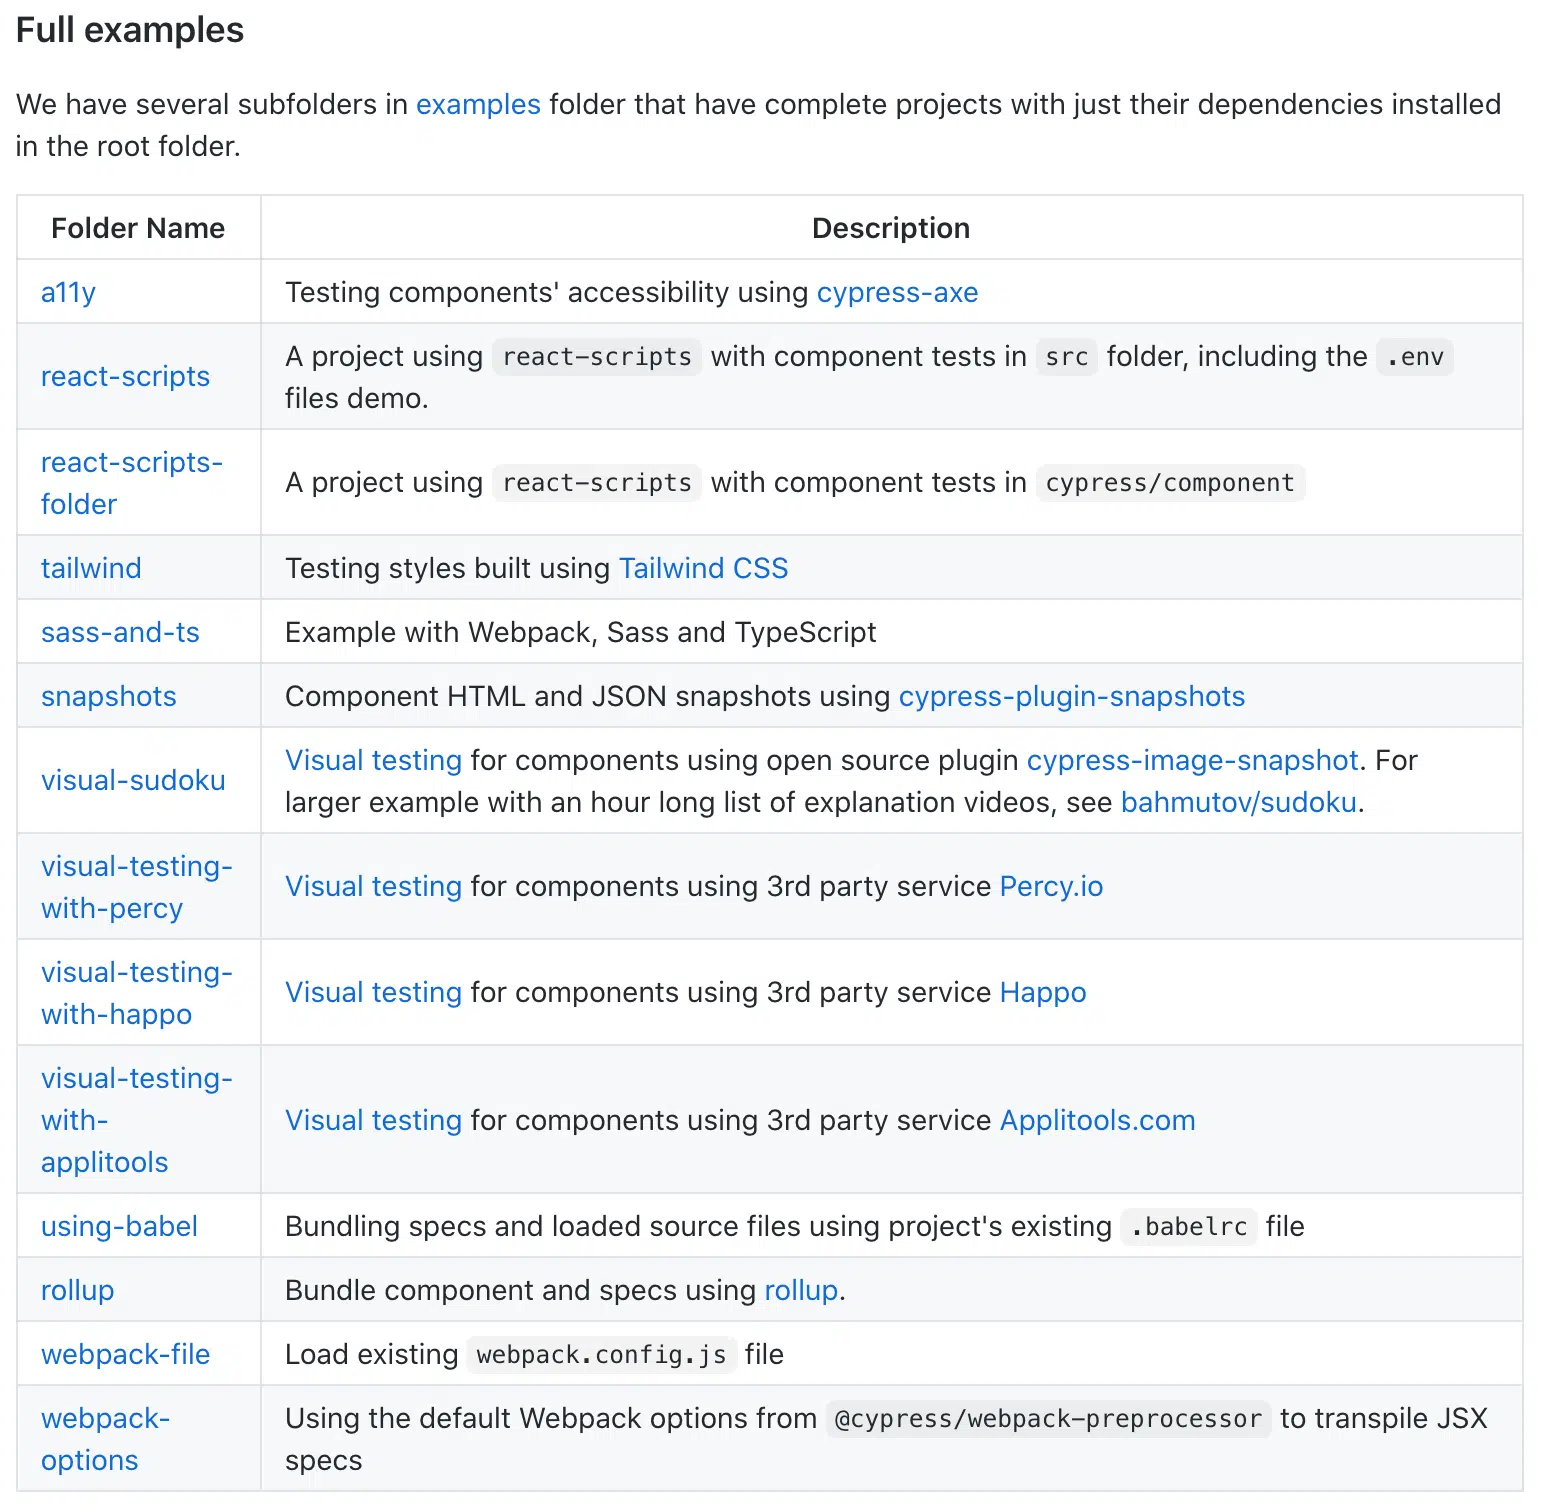 Full examples
We have several subfolders in examples folder that have complete projects with just their dependencies installed
in the root folder.
Folder Name
Description
a11y
Testing components' accessibility using cypress-axe
react-scripts
A project using react-scripts with component tests in src folder, including the .env
files demo.
react-scripts-
folder
A project using react-scripts with component tests in cypress/component
tailwind
Testing styles built using Tailwind CSS
sass-and-ts
Example with Webpack, Sass and TypeScript
snapshots
Component HTML and JSON snapshots using cypress-plugin-snapshots
visual-sudoku
Visual testing for components using open source plugin cypress-image-snapshot. For
larger example with an hour long list of explanation videos, see bahmutov/sudoku.
visual-testing-
with-percy
Visual testing for components using 3rd party service Percy.io
visual-testing-
with-happo
Visual testing for components using 3rd party service Happo
visual-testing-
with-
applitools
Visual testing for components using 3rd party service Applitools.com
using-babel
Bundling specs and loaded source files using project's existing .babelrc file
rollup
Bundle component and specs using rollup.
webpack-file
Load existing webpack.config.js file
webpack-
options
Using the default Webpack options from @cypress/webpack-preprocessor to transpile JSX
specs